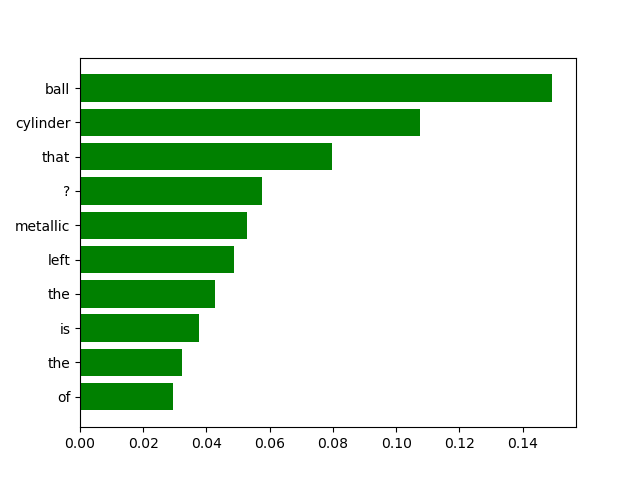 ball
cylinder
that
?
metallic
left
the
is
the
of
0.00 0.02 0.04 0.06 0.08 0.10 0.12 0.14